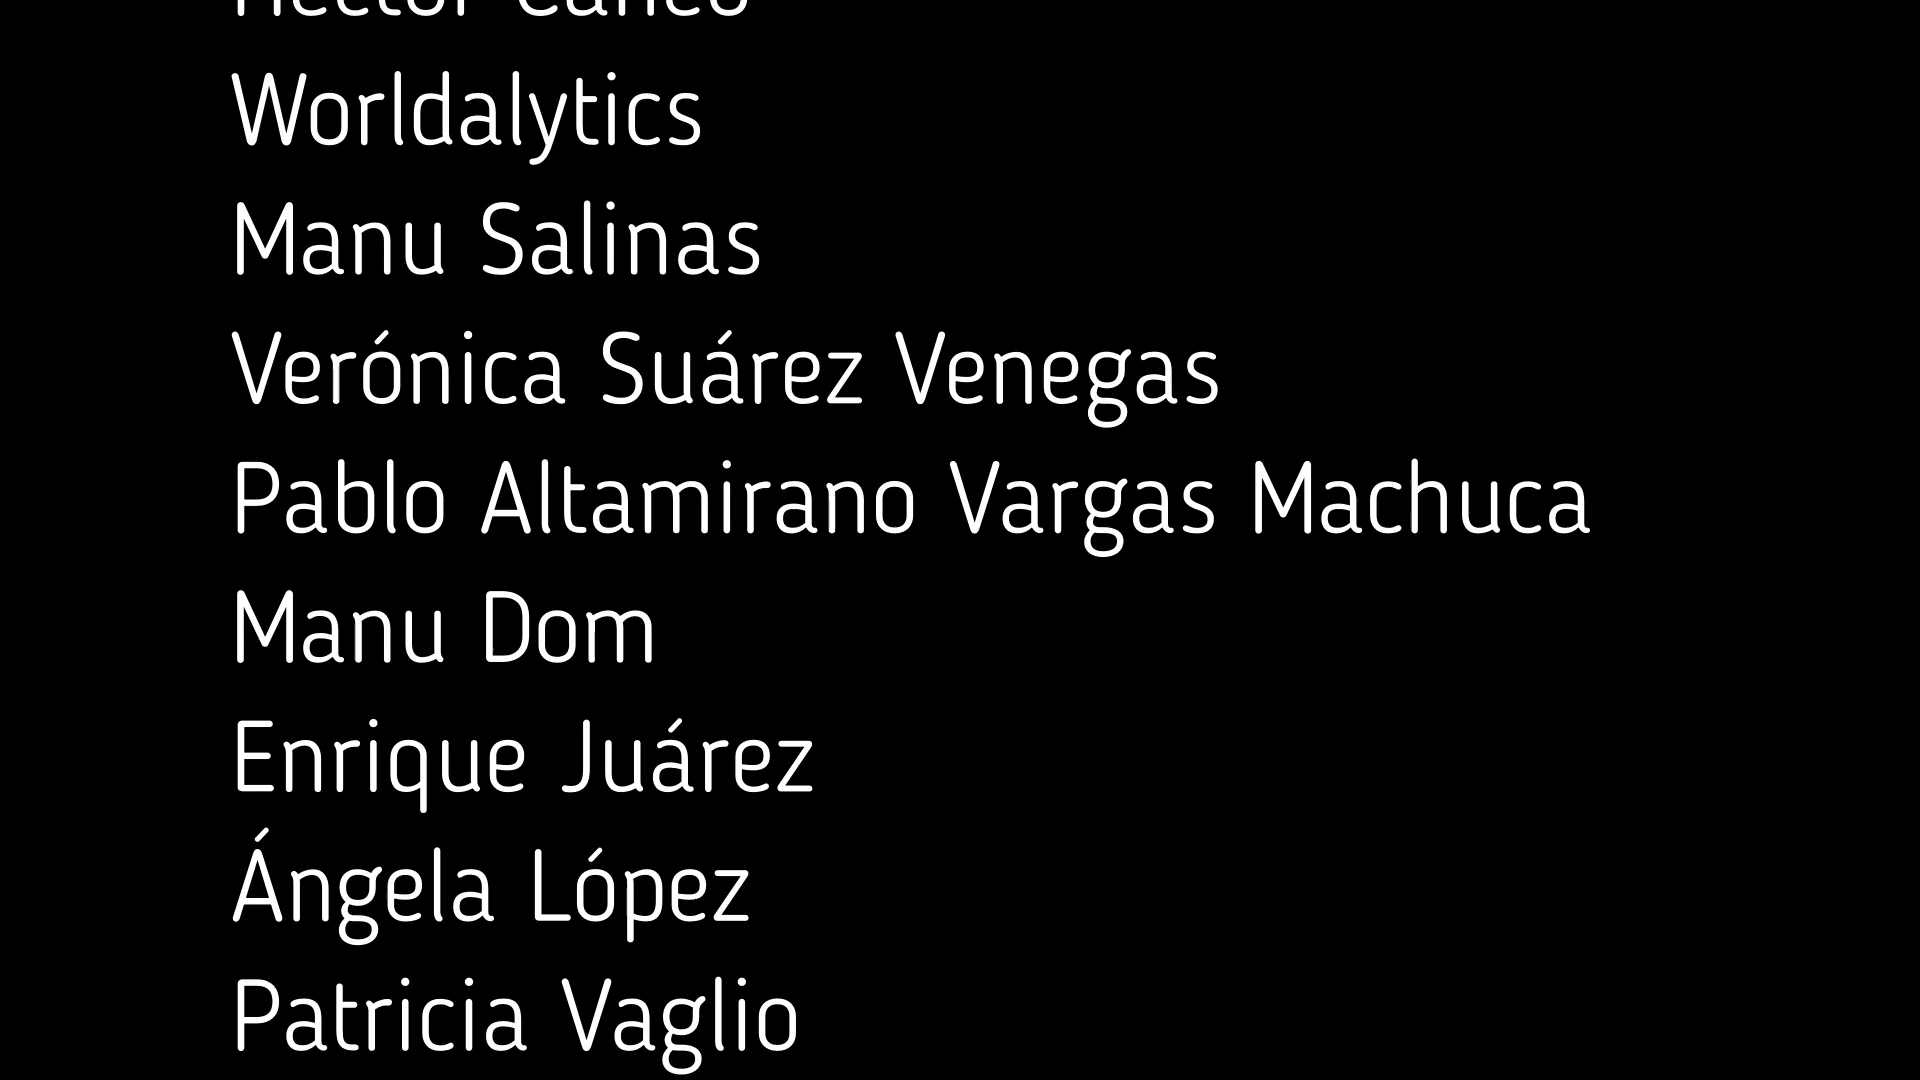 Worldalytics
Manu Salinas
Verónica Suárez Venegas
Pablo Altamirano Vargas Machuca
Manu Dom
Enrique Juárez
Ángela López
Patricia Vaglio